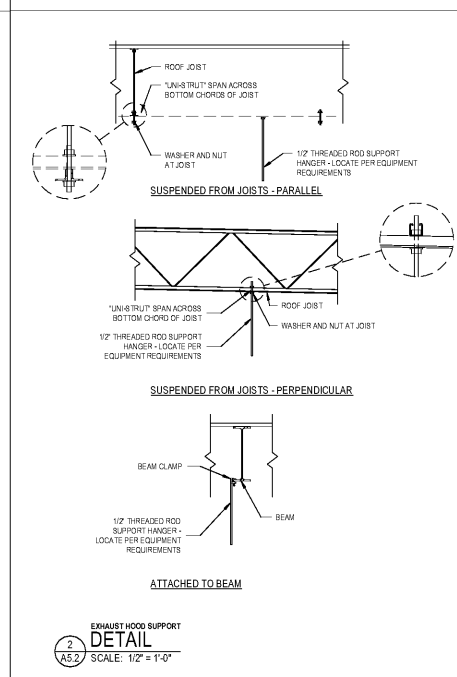 ROOF JOIST
"UNI-STRUT" SPAN ACROSS
BOTTOM CHORDS OF JOIST
WASHER AND NUT
AT JOIST
1/2" THREADED ROD SUPPORT
HANGER - LOCATE PER EQUIPMENT
REQUIREMENTS
SUSPENDED FROM JOISTS - PARALLEL
"UNI-STRUT" SPAN ACROSS
BOTTOM CHORD OF JOIST
ROOF JOIST
WASHER AND NUT AT JOIST
1/2" THREADED ROD SUPPORT
HANGER - LOCATE PER
EQUIPMENT REQUIREMENTS
SUSPENDED FROM JOISTS - PERPENDICULAR
BEAM CLAMP
BEAM
1/2" THREADED ROD
SUPPORT HANGER -
LOCATE PER EQUIPMENT
REQUIREMENTS
ATTACHED TO BEAM
EXHAUST HOOD SUPPORT
2 DETAIL
A5.2 SCALE: 1/2" = 1'-0"